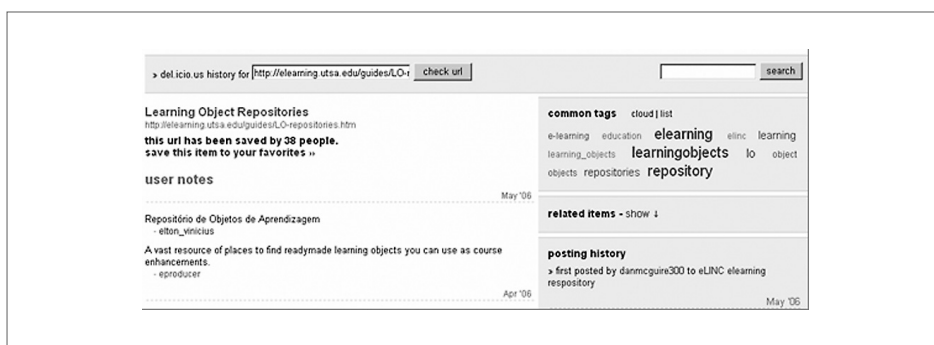 » del.icio.us history for http://elearning.utsa.edu/guides/LO-r check url search
Learning Object Repositories
http://elearning.utsa.edu/guides/LO-repositories.htm
this url has been saved by 38 people.
save this item to your favorites »
user notes
May '06
Repositório de Objetos de Aprendizagem
- elton_vinicius
A vast resource of places to find readymade learning objects you can use as course
enhancements.
- eproducer
Apr '06
common tags cloud | list
e-learning education elearning elinc learning
learning_objects learningobjects lo object
objects repositories repository
related items - show ↓
posting history
» first posted by danmcguire300 to eLINC elearning
respository
May '06